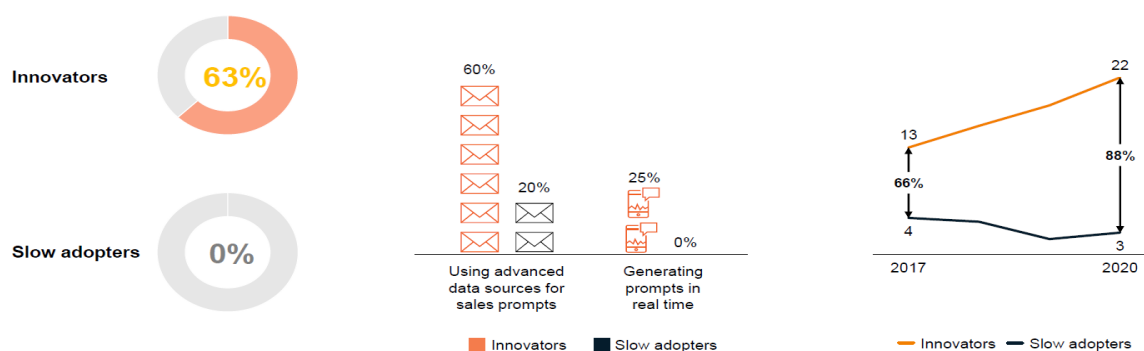 Innovators
63%
Slow adopters
0%
60%
20%
25%
0%
Using advanced
data sources for
sales prompts
Generating
prompts in
real time
Innovators
Slow adopters
22
13
88%
66%
4
3
2017
2020
Innovators
Slow adopters